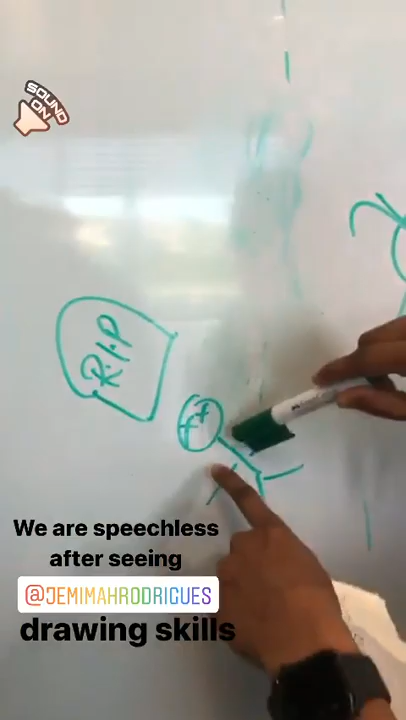 SOUND
ON
R.I.P
We are speechless
after seeing
@JEMIMAHRODRIGUES
drawing skills